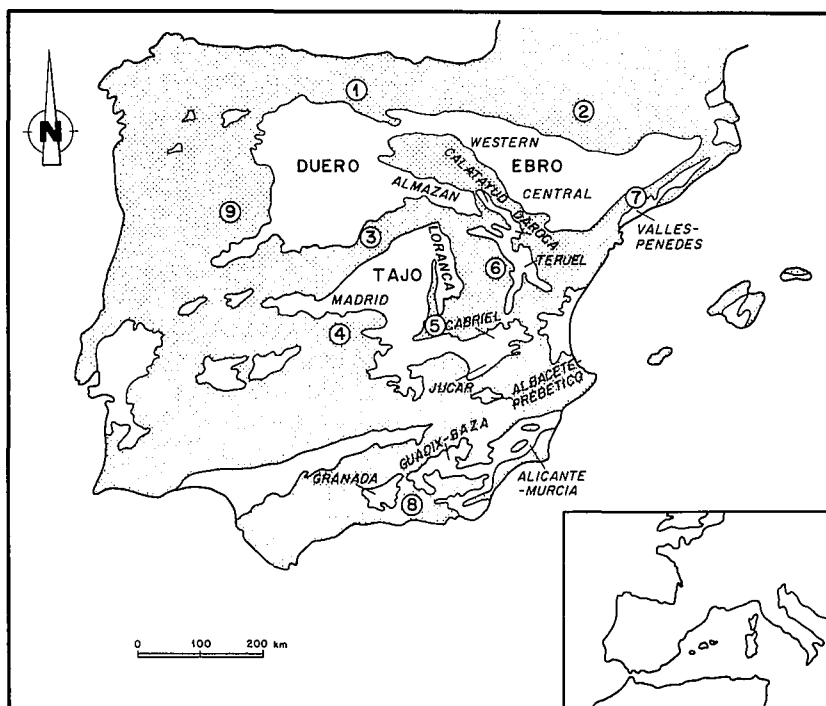 N
1
2
WESTERN
DUERO
EBRO
CALATAYUD
DAROGA
CENTRAL
ALMAZAN
7
9
VALLES-
PENEDES
3
LORANCA
6
TERUEL
TAJO
MADRID
4
5
CABRIEL
JUCAR
ALBACETE
PREBETICO
GUADIX-BAZA
GRANADA
ALICANTE
-MURCIA
8
0 100 200 km